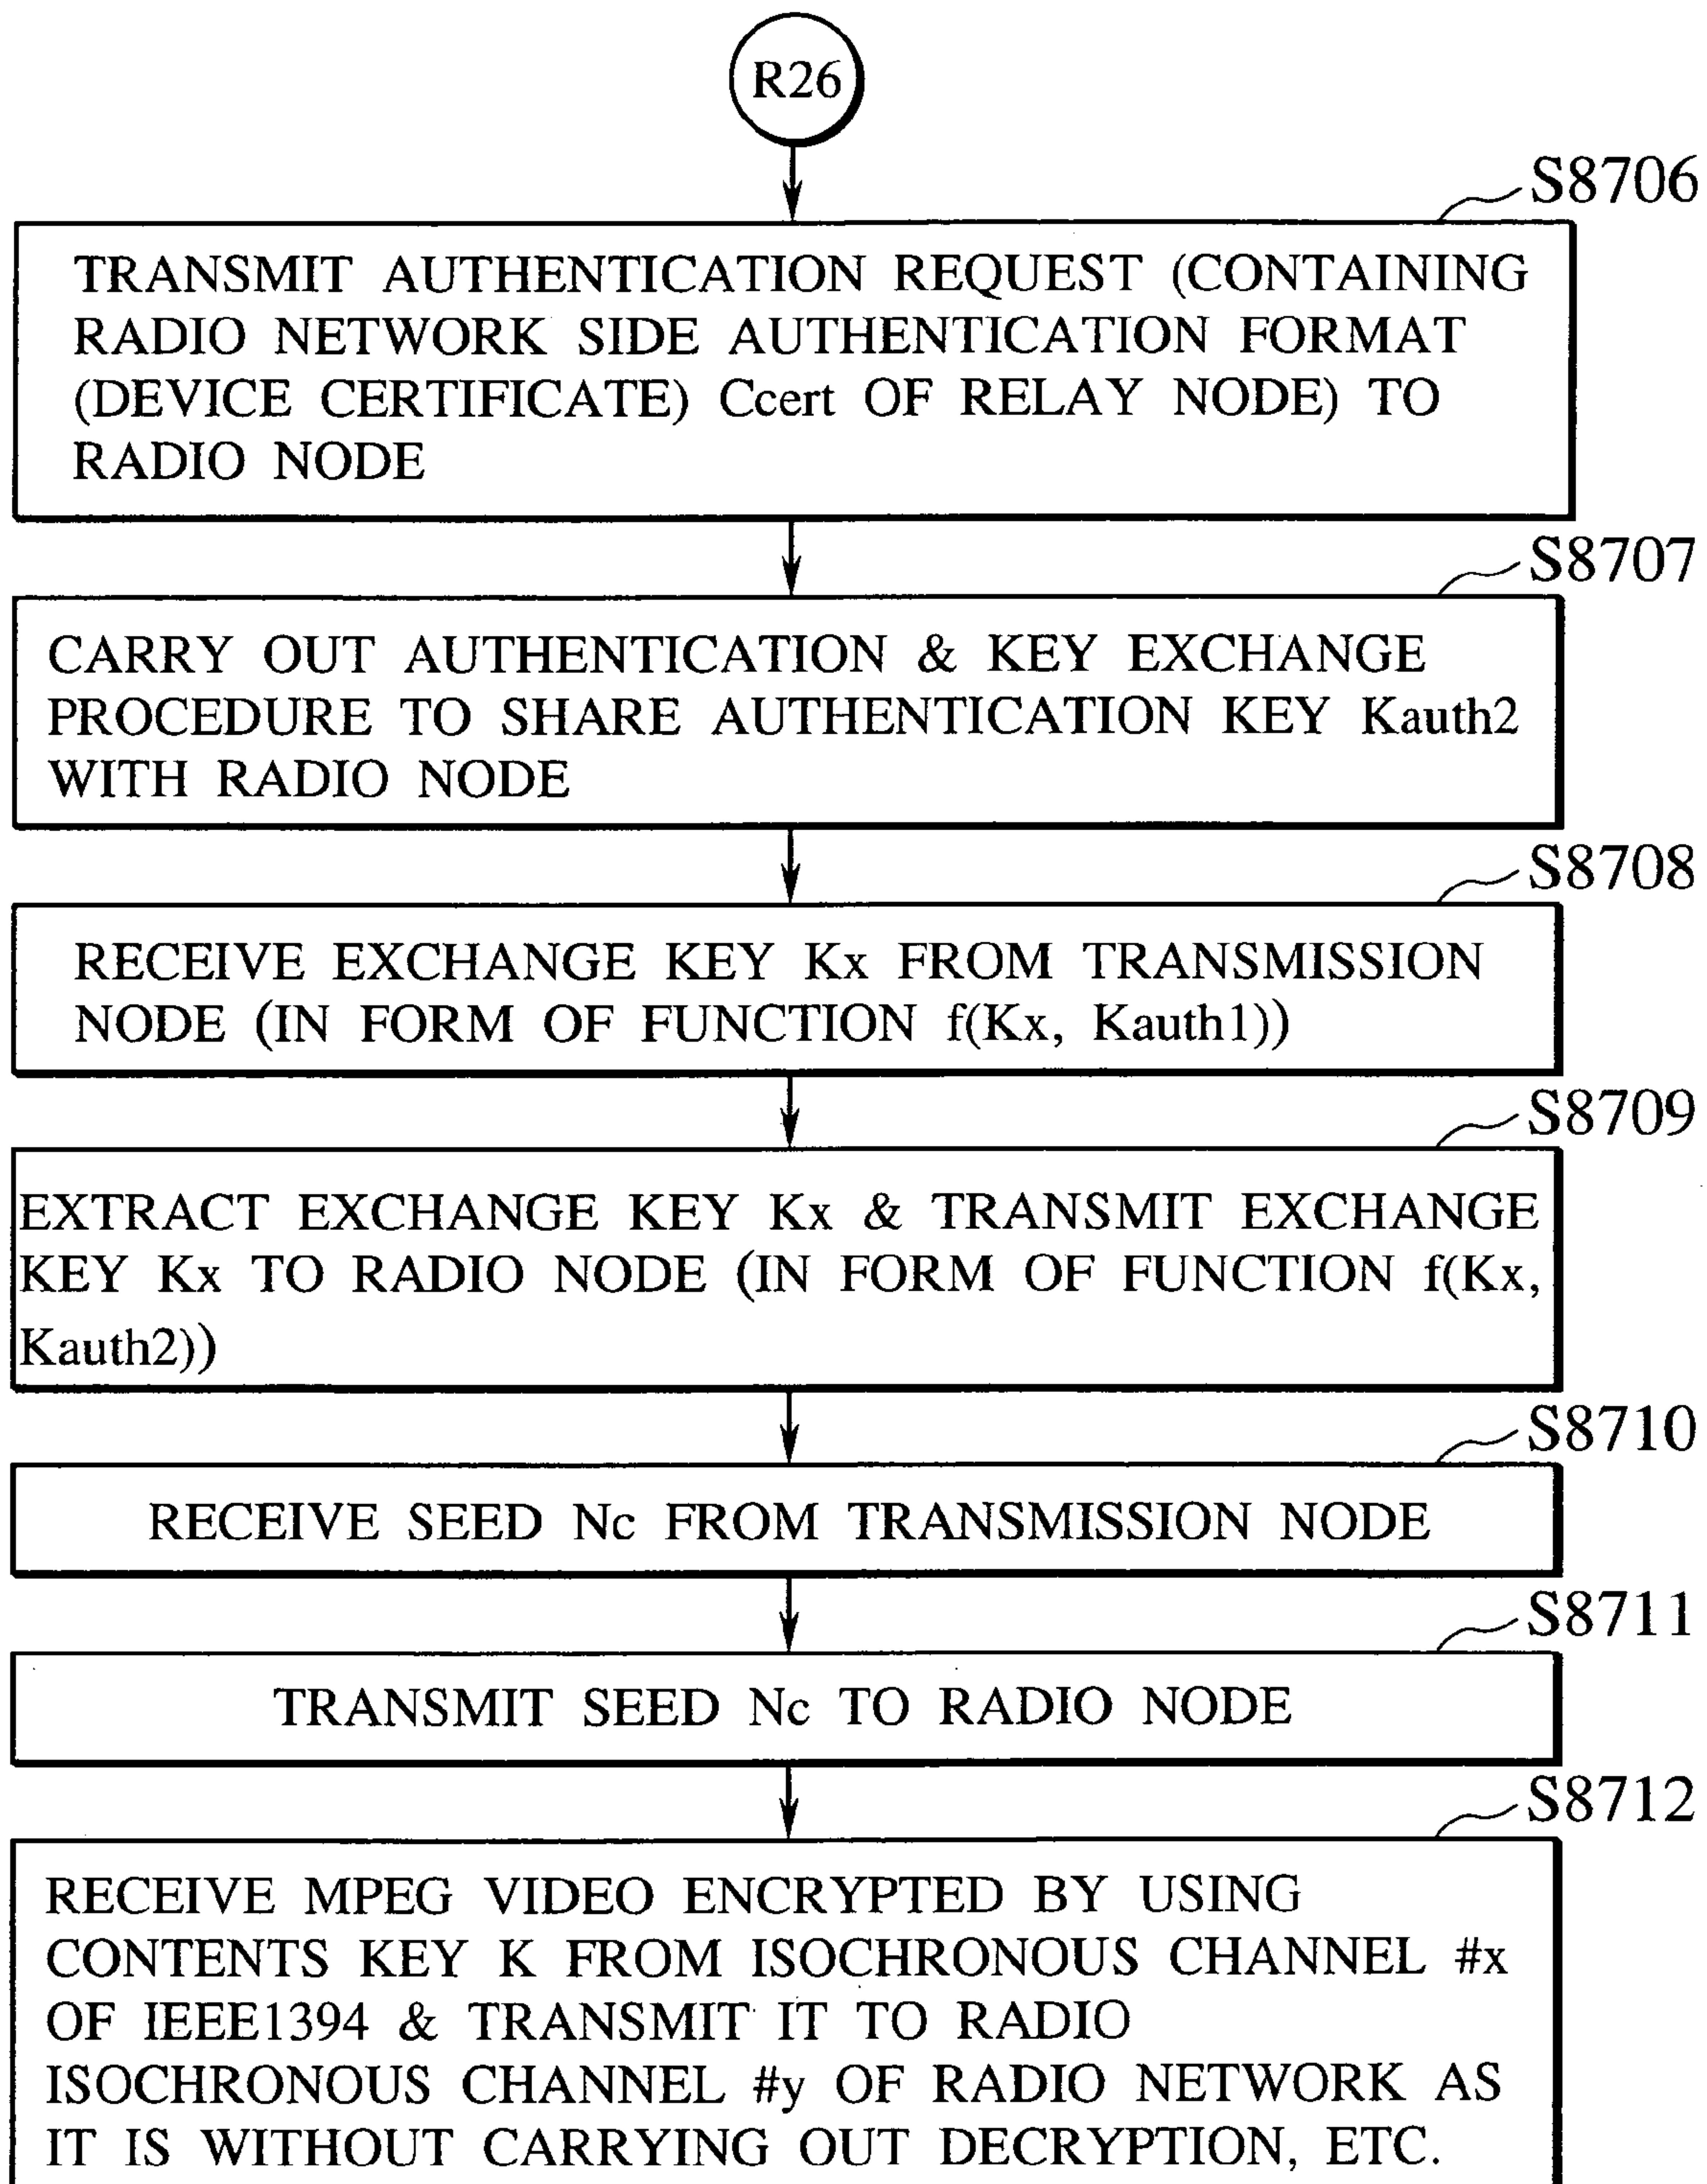 R26
S8706
TRANSMIT AUTHENTICATION REQUEST (CONTAINING
RADIO NETWORK SIDE AUTHENTICATION FORMAT
(DEVICE CERTIFICATE) Ccert OF RELAY NODE) TO
RADIO NODE
S8707
CARRY OUT AUTHENTICATION & KEY EXCHANGE
PROCEDURE TO SHARE AUTHENTICATION KEY Kauth2
WITH RADIO NODE
S8708
RECEIVE EXCHANGE KEY Kx FROM TRANSMISSION
NODE (IN FORM OF FUNCTION f(Kx, Kauth1))
S8709
EXTRACT EXCHANGE KEY Kx & TRANSMIT EXCHANGE
KEY Kx TO RADIO NODE (IN FORM OF FUNCTION f(Kx,
Kauth2))
S8710
RECEIVE SEED Nc FROM TRANSMISSION NODE
S8711
TRANSMIT SEED Nc TO RADIO NODE
S8712
RECEIVE MPEG VIDEO ENCRYPTED BY USING
CONTENTS KEY K FROM ISOCHRONOUS CHANNEL #x
OF IEEE1394 & TRANSMIT IT TO RADIO
ISOCHRONOUS CHANNEL #y OF RADIO NETWORK AS
IT IS WITHOUT CARRYING OUT DECRYPTION, ETC.